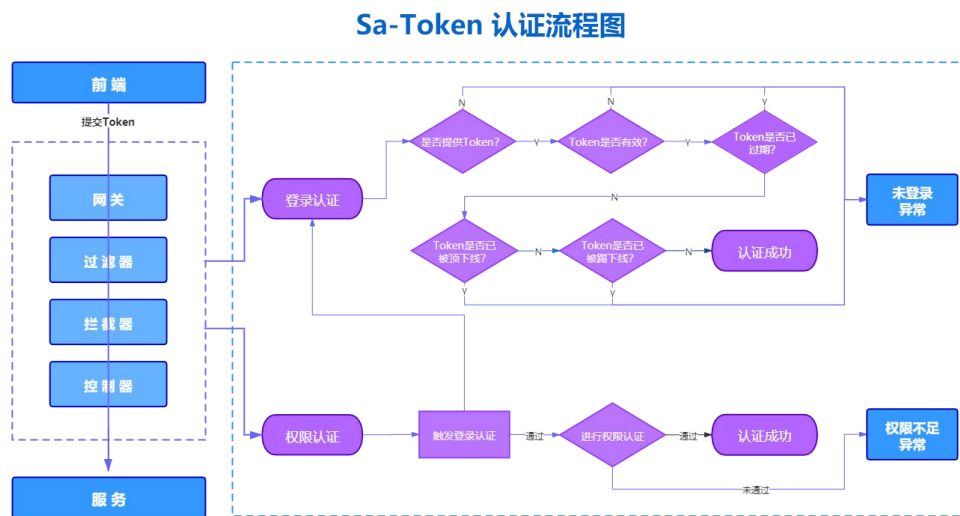 Sa-Token 认证流程图
前 端
提交Token
网 关
过 滤 器
拦 截 器
控 制 器
服 务
N
N
y
是否提供Token?
y
Token是否有效?
y
Token是否已
过期?
登录认证
N
未登录
异常
Token是否已
被顶下线?
N
Token是否已
被踢下线?
N
认证成功
y
y
权限认证
触发登录认证
通过
进行权限认证
通过
认证成功
权限不足
异常
未通过